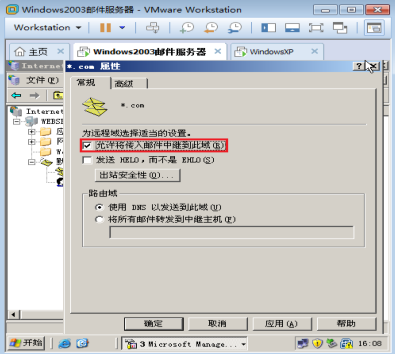 Windows2003邮件服务器 - VMware Workstation
Workstation
主页 × Windows2003邮件服务器 × WindowsXP ×
Internet
*. com 属性
文件(F)
常规 高级
*. com
Internet
WEBSE
为远程域选择适当的设置。
允许将传入邮件中继到此域(R)
发送 HELO，而不是 EHLO(S)
出站安全性(O)...
路由域
使用 DNS 以发送到此域(U)
将所有邮件转发到中继主机(F)
确定 取消 应用(A) 帮助
开始 3 Microsoft Manage... 16:08